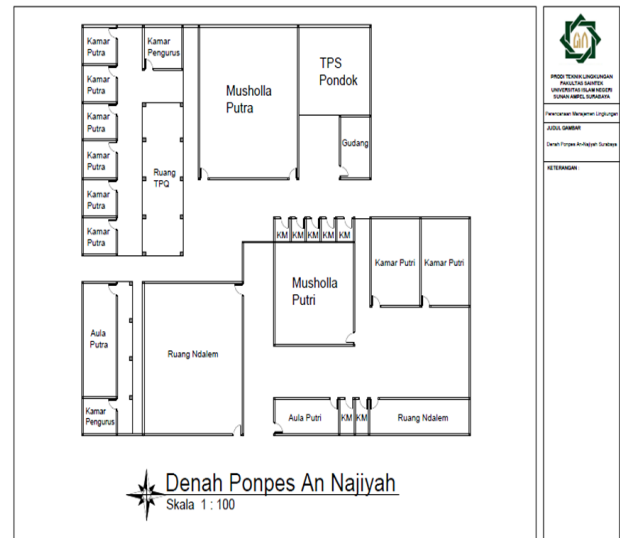 Kamar
Putra
Kamar
Pengurus
Musholla
Putra
TPS
Pondok
Kamar
Putra
Kamar
Putra
Gudang
Kamar
Putra
Ruang
TPQ
Kamar
Putra
Kamar
Putra
KM
KM
KM
KM
KM
Kamar Putri
Kamar Putri
Musholla
Putri
Aula
Putra
Ruang Ndalem
Kamar
Pengurus
Aula Putri
KM
KM
Ruang Ndalem
Denah Ponpes An Najiyah
Skala 1 : 100
PRODI TEKNIK LINGKUNGAN
FAKULTAS SAINTEK
UNIVERSITAS ISLAM NEGERI
SUNAN AMPEL SURABAYA
Perencanaan Manajemen Lingkungan
JUDUL GAMBAR
Denah Ponpes An-Najiyah Surabaya
KETERANGAN :